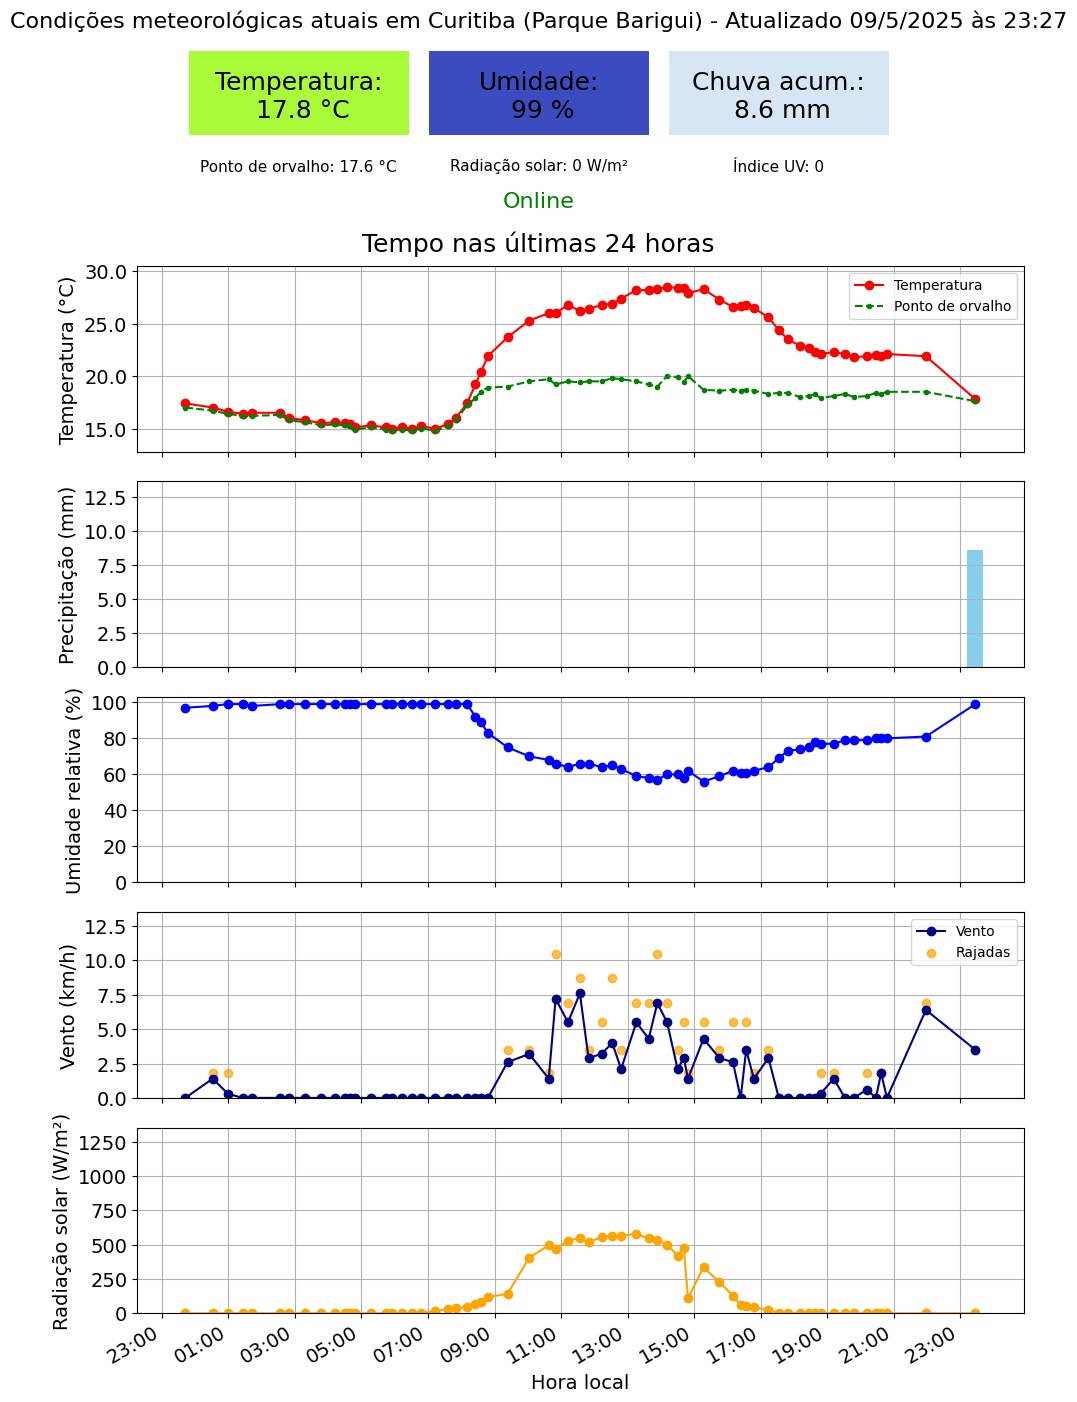 Condições meteorológicas atuais em Curitiba (Parque Barigui) - Atualizado 09/5/2025 às 23:27
Temperatura:
17.8 °C
Umidade:
99 %
Chuva acum.:
8.6 mm
Ponto de orvalho: 17.6 °C
Radiação solar: 0 W/m²
Índice UV: 0
Online
Tempo nas últimas 24 horas
Temperatura (°C)
30.0
25.0
20.0
15.0
Temperatura
Ponto de orvalho
Precipitação (mm)
12.5
10.0
7.5
5.0
2.5
0.0
Umidade relativa (%)
100
80
60
40
20
0
Vento (km/h)
12.5
10.0
7.5
5.0
2.5
0.0
Vento
Rajadas
Radiação solar (W/m²)
1250
1000
750
500
250
0
23:00
01:00
03:00
05:00
07:00
09:00
11:00
13:00
15:00
17:00
19:00
21:00
23:00
Hora local